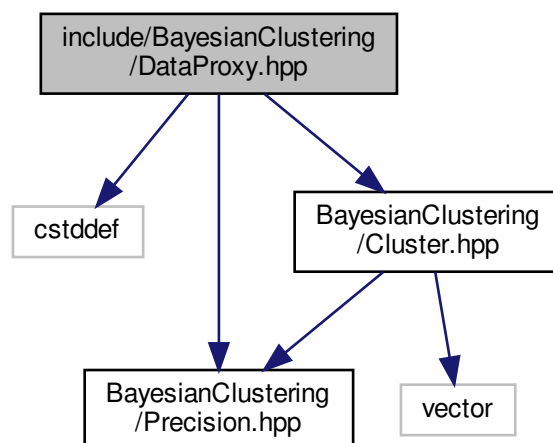 include/BayesianClustering
/DataProxy.hpp
cstddef
BayesianClustering
/Cluster.hpp
BayesianClustering
/Precision.hpp
vector